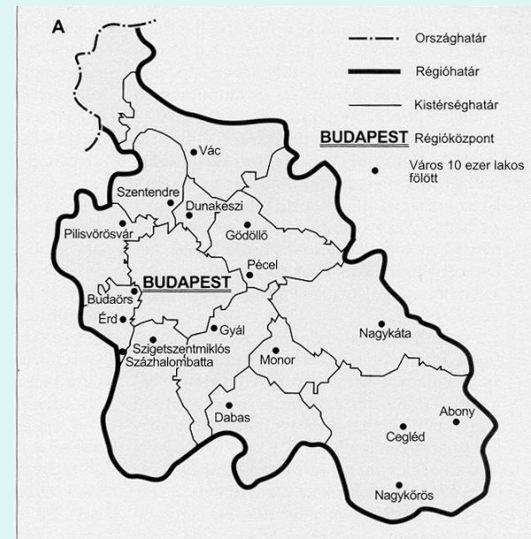 A
Országhatár
Régióhatár
Kistérséghatár
BUDAPEST Régióközpont
Város 10 ezer lakos
fölött
Vác
Szentendre
Dunakeszi
Pilisvörösvár
Gödöllő
Pécel
BUDAPEST
Budaörs
Érd
Gyál
Nagykáta
Szigetszentmiklós
Százhalombatta
Monor
Dabas
Abony
Cegléd
Nagykőrös